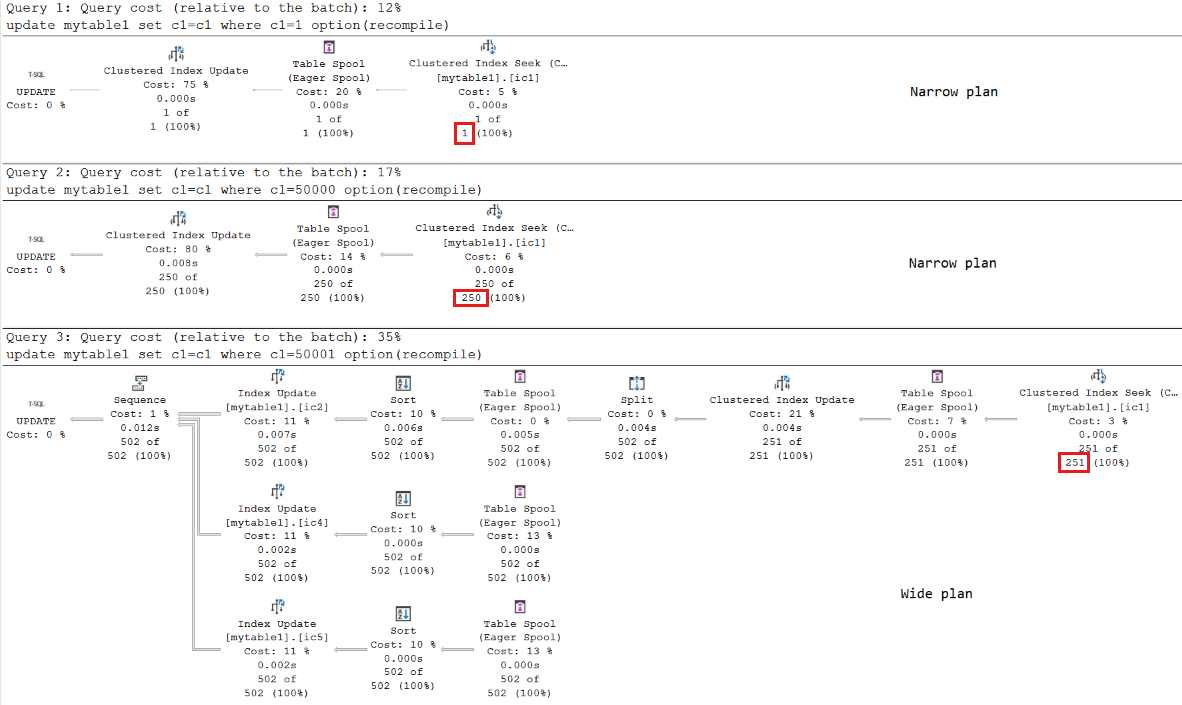 Query 1: Query cost (relative to the batch): 12%
update mytable1 set c1=c1 where c1=1 option(recompile)
T-SQL
UPDATE
Cost: 0 %
Clustered Index Update
Cost: 75 %
0.000s
1 of
1 (100%)
Table Spool
(Eager Spool)
Cost: 20 %
0.000s
1 of
1 (100%)
Clustered Index Seek (C…
[mytable1].[ic1]
Cost: 5 %
0.000s
1 of
1 (100%)
Narrow plan
Query 2: Query cost (relative to the batch): 17%
update mytable1 set c1=c1 where c1=50000 option(recompile)
T-SQL
UPDATE
Cost: 0 %
Clustered Index Update
Cost: 80 %
0.008s
250 of
250 (100%)
Table Spool
(Eager Spool)
Cost: 14 %
0.000s
250 of
250 (100%)
Clustered Index Seek (C…
[mytable1].[ic1]
Cost: 6 %
0.000s
250 of
250 (100%)
Narrow plan
Query 3: Query cost (relative to the batch): 35%
update mytable1 set c1=c1 where c1=50001 option(recompile)
T-SQL
UPDATE
Cost: 0 %
Sequence
Cost: 1 %
0.012s
502 of
502 (100%)
Index Update
[mytable1].[ic2]
Cost: 11 %
0.007s
502 of
502 (100%)
Sort
Cost: 10 %
0.006s
502 of
502 (100%)
Table Spool
(Eager Spool)
Cost: 0 %
0.005s
502 of
502 (100%)
Split
Cost: 0 %
0.004s
502 of
502 (100%)
Clustered Index Update
Cost: 21 %
0.004s
251 of
251 (100%)
Table Spool
(Eager Spool)
Cost: 7 %
0.000s
251 of
251 (100%)
Clustered Index Seek (C…
[mytable1].[ic1]
Cost: 3 %
0.000s
251 of
251 (100%)
Index Update
[mytable1].[ic4]
Cost: 11 %
0.002s
502 of
502 (100%)
Sort
Cost: 10 %
0.000s
502 of
502 (100%)
Table Spool
(Eager Spool)
Cost: 13 %
0.000s
502 of
502 (100%)
Wide plan
Index Update
[mytable1].[ic5]
Cost: 11 %
0.002s
502 of
502 (100%)
Sort
Cost: 10 %
0.000s
502 of
502 (100%)
Table Spool
(Eager Spool)
Cost: 13 %
0.000s
502 of
502 (100%)